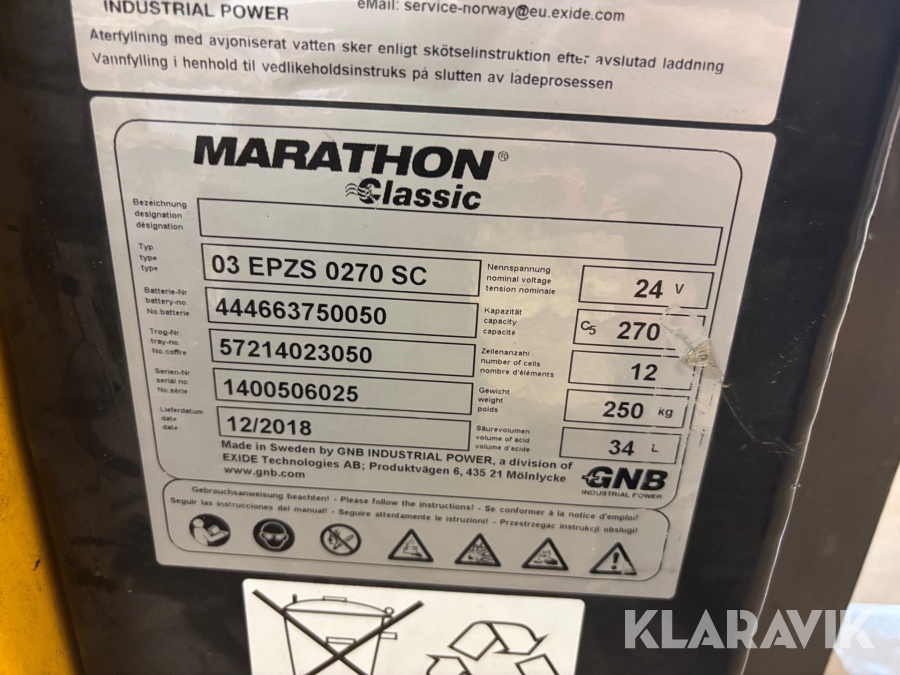 INDUSTRIAL POWER
eMail: service-norway@eu.exide.com
Aterfyllning med avjoniserat vatten sker enligt skötselinstruktion efter avslutad laddning
Vannfylling i henhold til vedlikeholdsinstruks på slutten av ladeprosessen
MARATHON®
Classic
Bezeichnung
designation
désignation
Typ
type
type
03 EPZS 0270 SC
Nennspannung
nominal voltage
tension nominale
24 V
Batterie-Nr
battery-no
No.batterie
444663750050
Kapazität
capacity
capacité
C5 270
Trog-Nr
tray-no
No.coffre
57214023050
Zellenanzahl
number of cells
nombre d'éléments
12
Serien-Nr
serial no
No.série
1400506025
Gewicht
weight
poids
250 kg
Lieferdatum
date
date
12/2018
Säurevolumen
volume of acid
volume d'acide
34 L
Made in Sweden by GNB INDUSTRIAL POWER, a division of
EXIDE Technologies AB; Produktvägen 6, 435 21 Mölnlycke
www.gnb.com
GNB
INDUSTRIAL POWER
Gebrauchsanweisung beachten! - Please follow the instructions! - Se conformer à la notice d'emploi!
Seguir las instrucciones del manual! - Seguire attentamente le istruzioni! - Przestrzegac instrukcji obslugi!
KLARAVIK